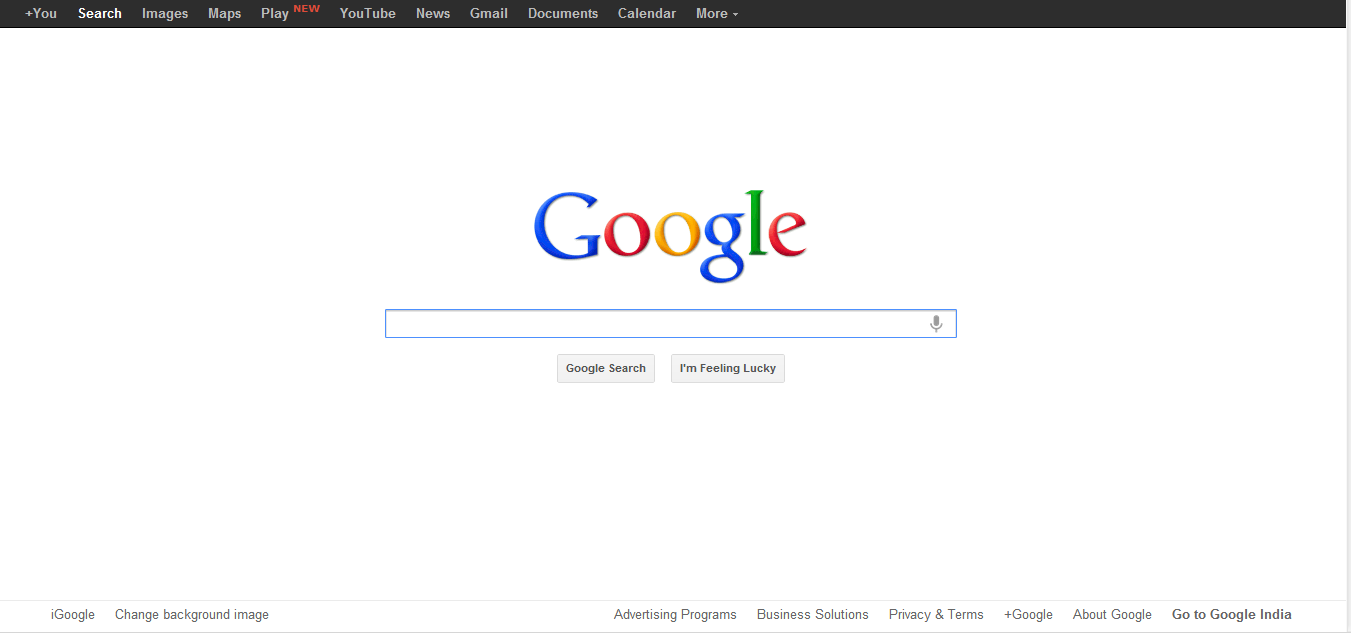 +You Search Images Maps Play NEW YouTube News Gmail Documents Calendar More
Google
Google Search I'm Feeling Lucky
iGoogle Change background image Advertising Programs Business Solutions Privacy & Terms +Google About Google Go to Google India